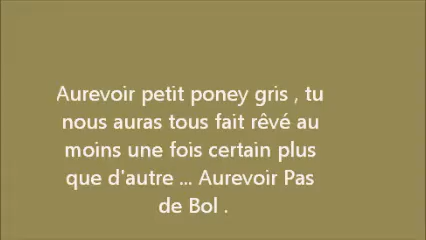 Aurevoir petit poney gris , tu
nous auras tous fait rêvé au
moins une fois certain plus
que d'autre ... Aurevoir Pas
de Bol .